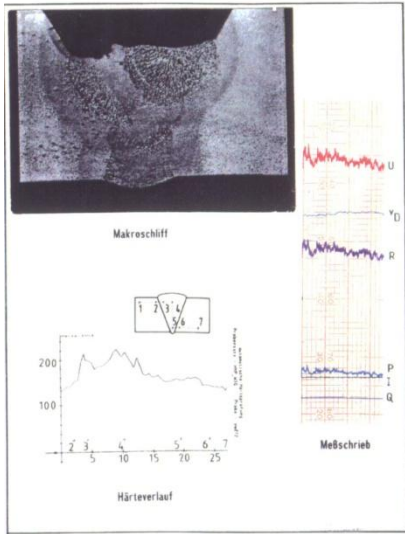 Makroschliff
U
VD
R
P
I
Q
Meßschrieb
1 2 3 4
5 6 7
200
100
2 3 4 5 6 7
5 10 15 20 25
Härteverlauf